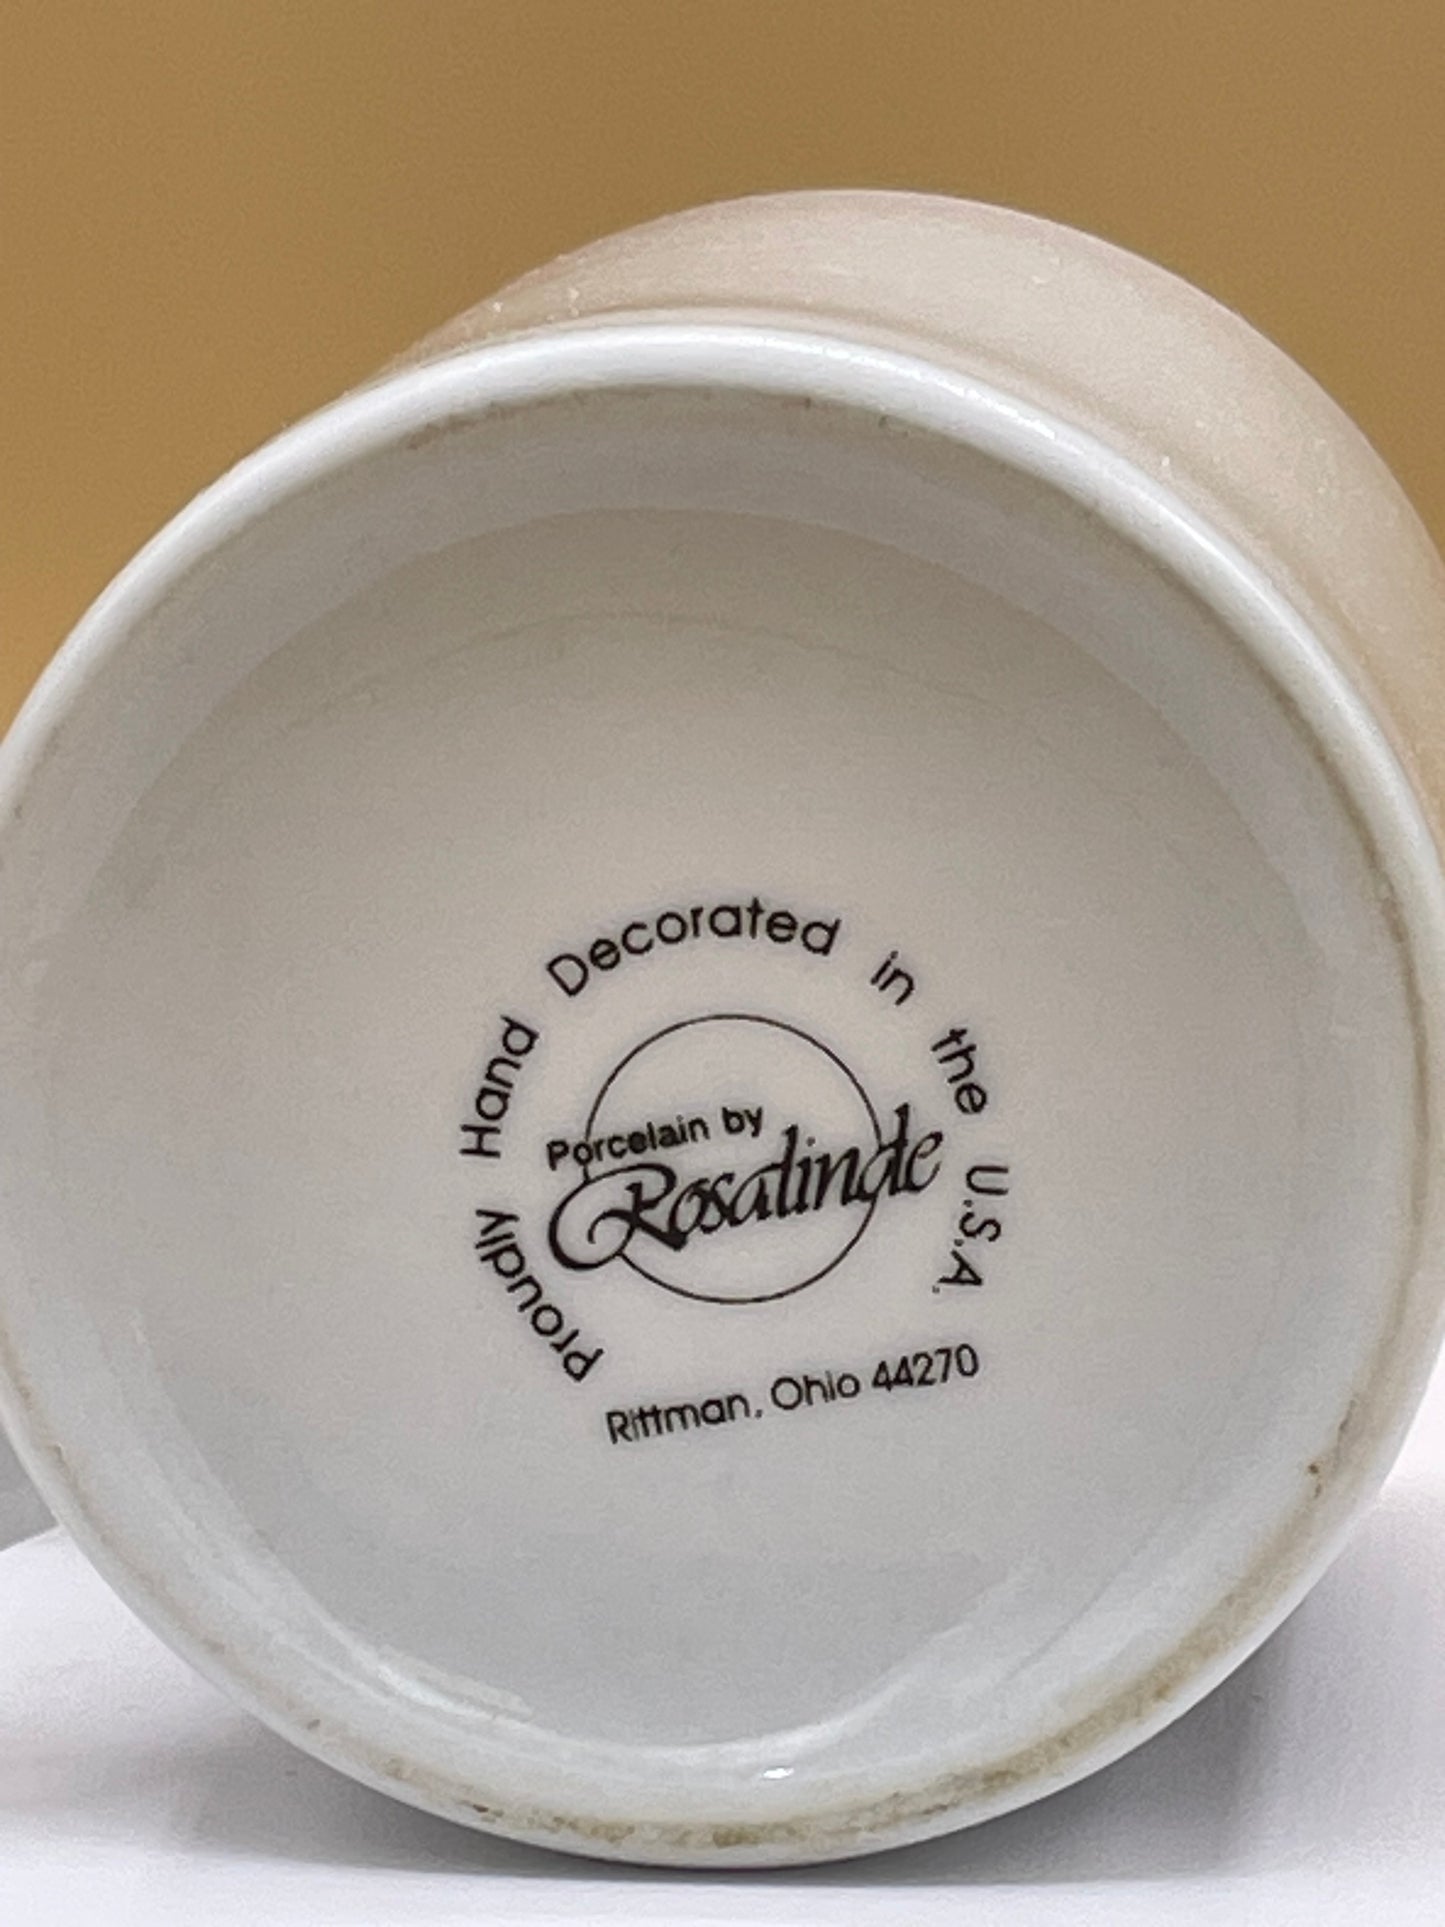 Proudly Hand Decorated in the U.S.A.
Porcelain by
Rosalinde
Rittman, Ohio 44270